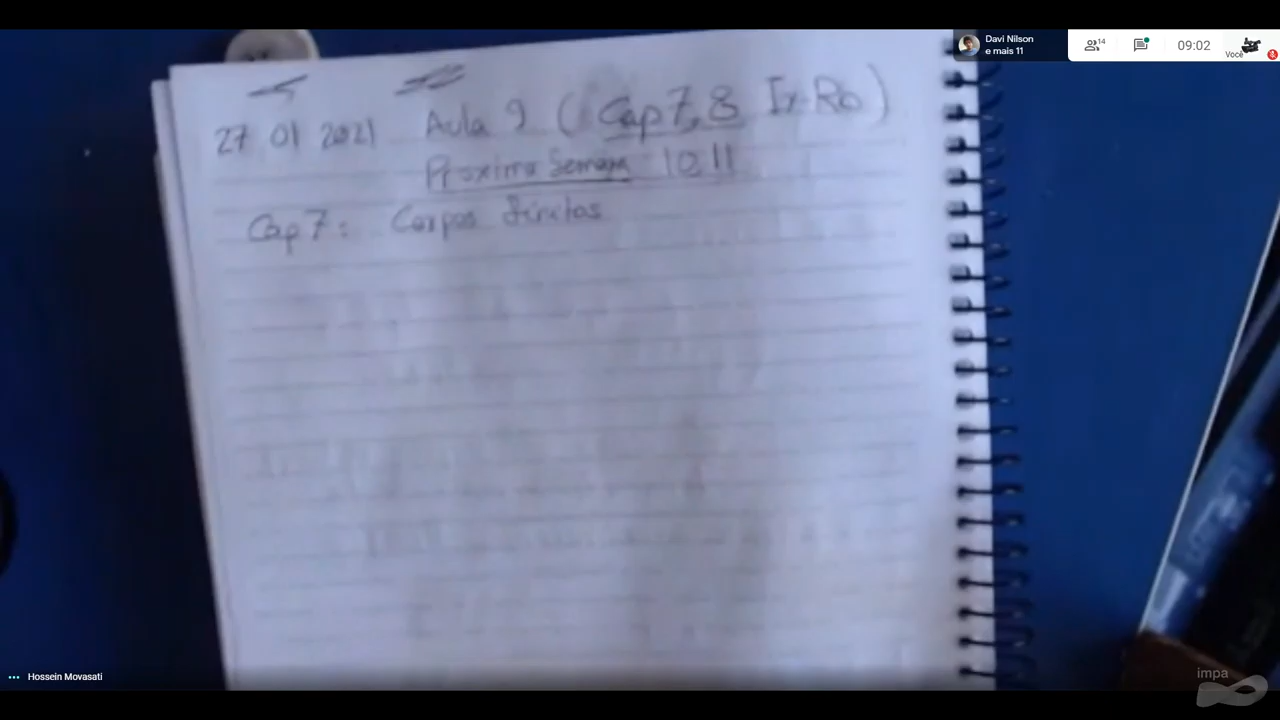 Davi Nilson
e mais 11
14
09:02
Você
27 01 2021 Aula 9 ( Cap 7, 8 Ir-Ro )
Proxima Semana 10, 11
Cap 7: Corpos finitos
Hossein Movasati
impa